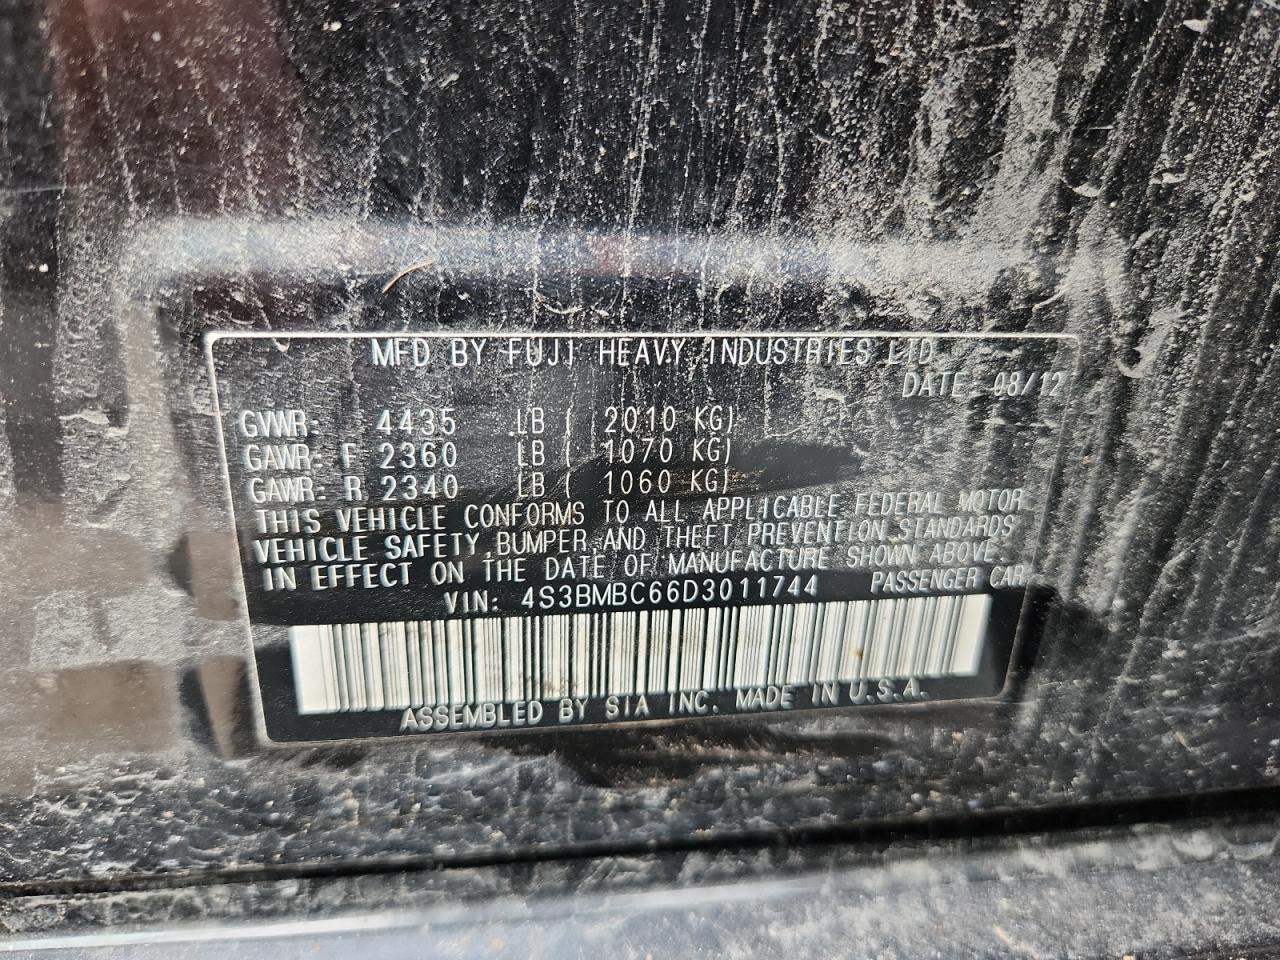 MFD BY FUJI HEAVY INDUSTRIES LTD
DATE: 08/12
GVWR: 4435 LB ( 2010 KG)
GAWR: F 2360 LB ( 1070 KG)
GAWR: R 2340 LB ( 1060 KG)
THIS VEHICLE CONFORMS TO ALL APPLICABLE FEDERAL MOTOR
VEHICLE SAFETY, BUMPER, AND THEFT PREVENTION STANDARDS
IN EFFECT ON THE DATE OF MANUFACTURE SHOWN ABOVE.
VIN: 4S3BMBC66D3011744 PASSENGER CAR
ASSEMBLED BY SIA INC. MADE IN U.S.A.